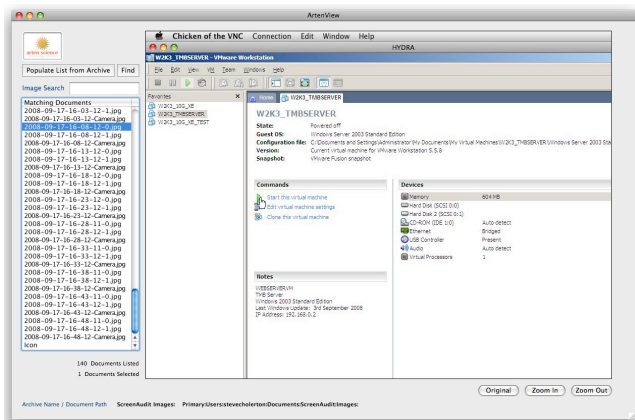 ArtenView
arten science
Populate List from Archive
Find
Image Search
Matching Documents
2008-09-17-16-03-12-1.jpg
2008-09-17-16-03-12-Camera.jpg
2008-09-17-16-08-12-0.jpg
2008-09-17-16-08-12-1.jpg
2008-09-17-16-08-12-Camera.jpg
2008-09-17-16-13-12-0.jpg
2008-09-17-16-13-12-1.jpg
2008-09-17-16-13-12-Camera.jpg
2008-09-17-16-18-12-0.jpg
2008-09-17-16-18-12-1.jpg
2008-09-17-16-18-12-Camera.jpg
2008-09-17-16-23-12-0.jpg
2008-09-17-16-23-12-1.jpg
2008-09-17-16-23-12-Camera.jpg
2008-09-17-16-28-11-0.jpg
2008-09-17-16-28-12-1.jpg
2008-09-17-16-28-12-Camera.jpg
2008-09-17-16-33-11-0.jpg
2008-09-17-16-33-12-1.jpg
2008-09-17-16-33-12-Camera.jpg
2008-09-17-16-38-11-0.jpg
2008-09-17-16-38-12-1.jpg
2008-09-17-16-38-12-Camera.jpg
2008-09-17-16-43-11-0.jpg
2008-09-17-16-43-12-1.jpg
2008-09-17-16-43-12-Camera.jpg
2008-09-17-16-48-11-0.jpg
2008-09-17-16-48-12-1.jpg
2008-09-17-16-48-12-Camera.jpg
Icon
140 Documents Listed
1 Documents Selected
Chicken of the VNC Connection Edit Window Help
HYDRA
W2K3_TMBSERVER - VMware Workstation
File Edit View VM Team Windows Help
Favorites x
W2K3_10G_XE
W2K3_TMBSERVER
W2K3_10G_XE_TEST
Home W2K3_TMBSERVER
W2K3_TMBSERVER
State: Powered off
Guest OS: Windows Server 2003 Standard Edition
Configuration file: C:\Documents and Settings\Administrator\My Documents\My Virtual Machines\W2K3_TMBSERVER\Windows Server 2003 Sta
Version: Current virtual machine for VMware Workstation 5.5.8
Snapshot: VMware Fusion snapshot
Commands
Start this virtual machine
Edit virtual machine settings
Clone this virtual machine
Devices
Memory 604 MB
Hard Disk (SCSI 0:0)
Hard Disk 2 (SCSI 0:1)
CD-ROM (IDE 1:0) Auto detect
Ethernet Bridged
USB Controller Present
Audio Auto detect
Virtual Processors 1
Notes
WEBSERVERVM
TMB Server
Windows 2003 Standard Edition
Last Windows Update: 3rd September 2008
IP Address: 192.168.0.2
Original
Zoom In
Zoom Out
Archive Name / Document Path ScreenAudit Images: Primary:Users:stevecholerton:Documents:ScreenAudit:Images: